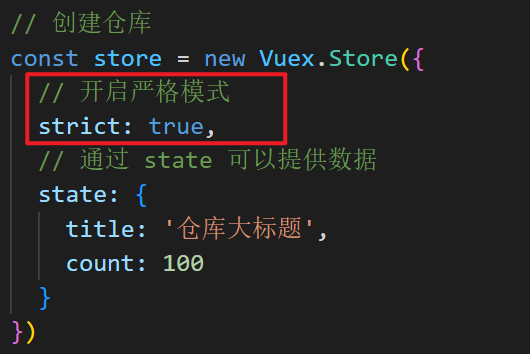 // 创建仓库
const store = new Vuex.Store({
  // 开启严格模式
  strict: true,
  // 通过 state 可以提供数据
  state: {
    title: '仓库大标题',
    count: 100
  }
})